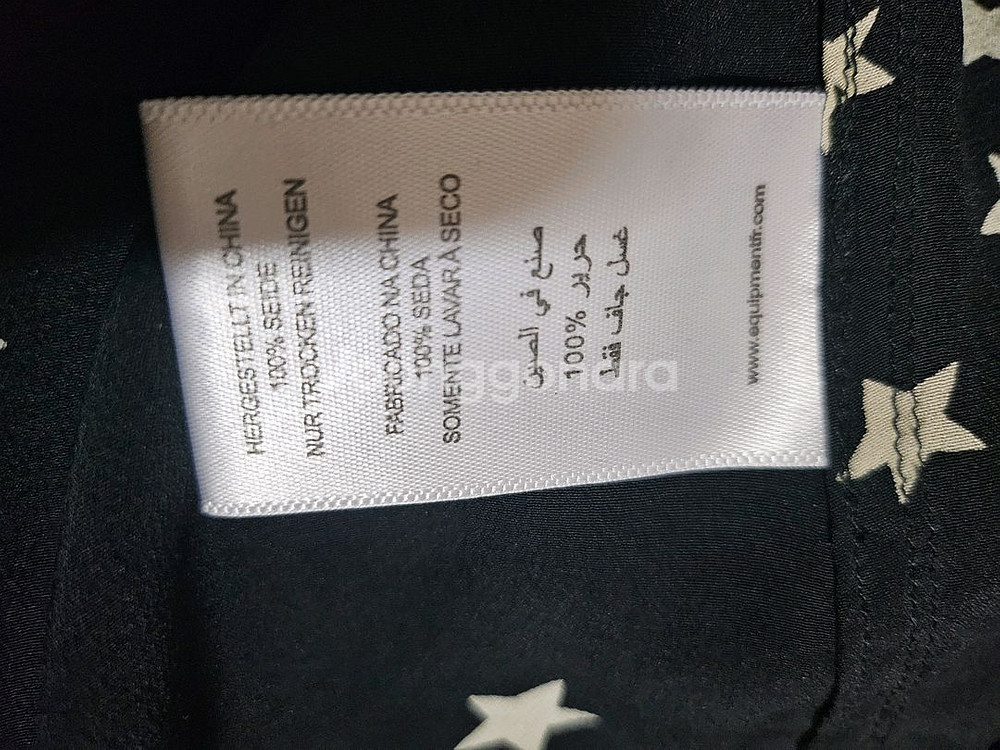 HERGESTELLT IN CHINA
100% SEIDE
NUR TROCKEN REINIGEN
FABRICADO NA CHINA
100% SEDA
SOMENTE LAVAR À SECO
صنع في الصين
100% حرير
غسل جاف فقط
www.equipmentfr.com